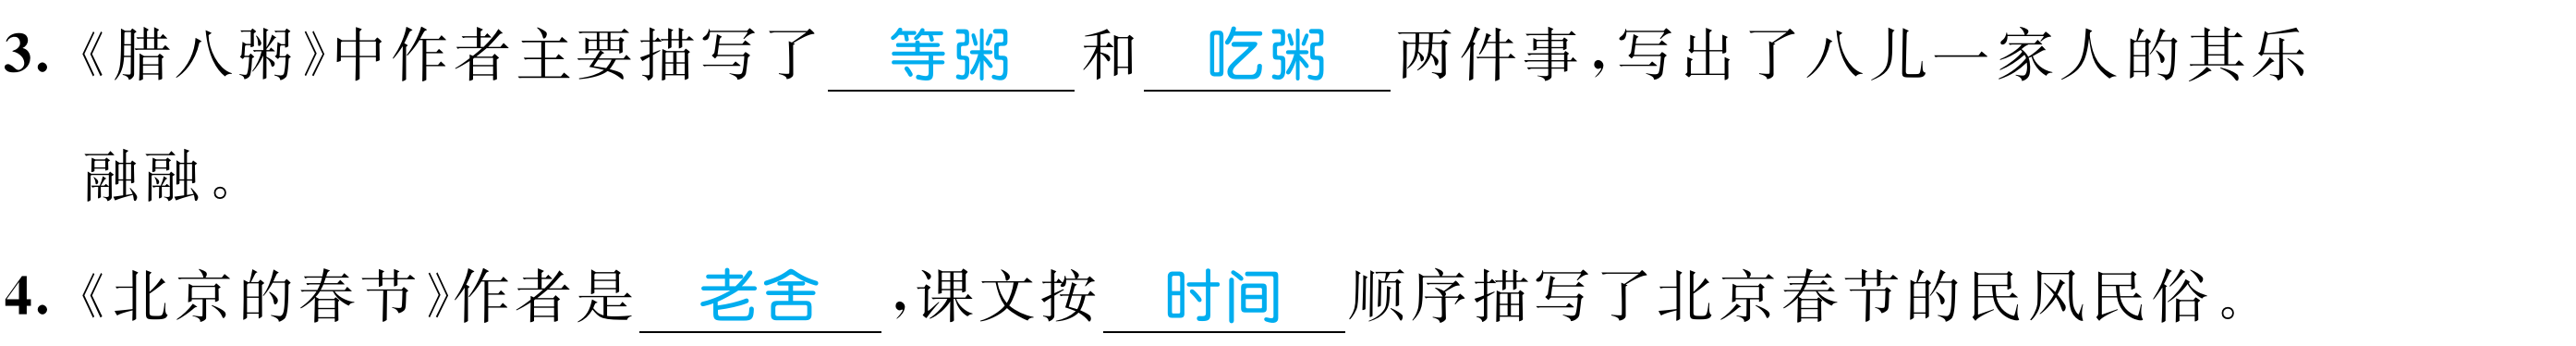 3.《腊八粥》中作者主要描写了 等粥 和 吃粥 两件事,写出了八儿一家人的其乐
融融。
4.《北京的春节》作者是 老舍 ,课文按 时间 顺序描写了北京春节的民风民俗。